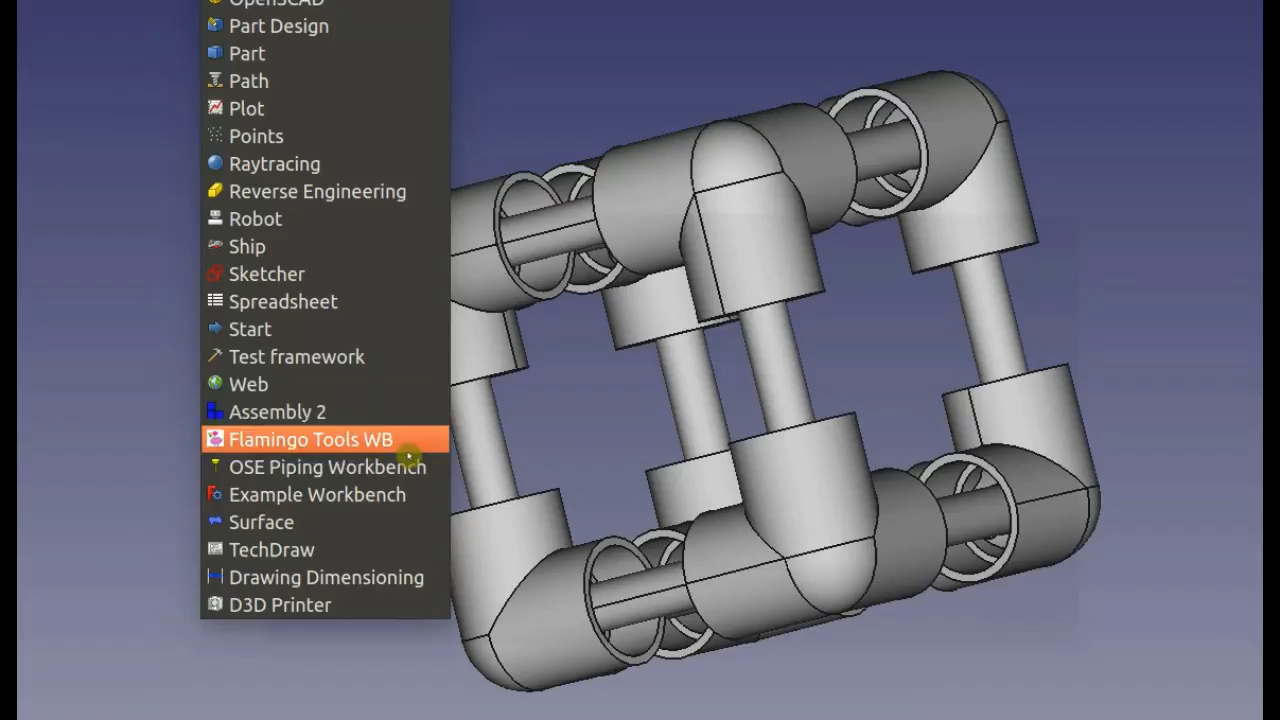 OpenSCAD
Part Design
Part
Path
Plot
Points
Raytracing
Reverse Engineering
Robot
Ship
Sketcher
Spreadsheet
Start
Test framework
Web
Assembly 2
Flamingo Tools WB
OSE Piping Workbench
Example Workbench
Surface
TechDraw
Drawing Dimensioning
D3D Printer